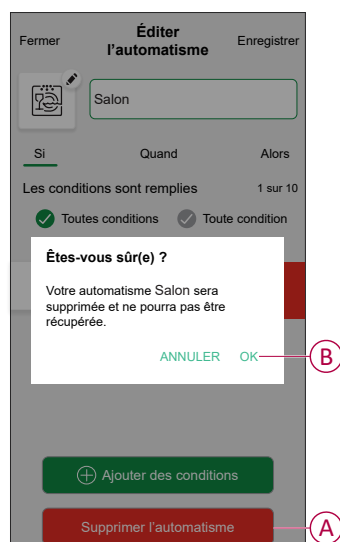 Fermer
Éditer
l’automatisme
Enregistrer
Salon
Si
Quand
Alors
Les conditions sont remplies
1 sur 10
Toutes conditions
Toute condition
Êtes-vous sûr(e) ?
Votre automatisme Salon sera
supprimée et ne pourra pas être
récupérée.
ANNULER
OK
B
Ajouter des conditions
Supprimer l’automatisme
A